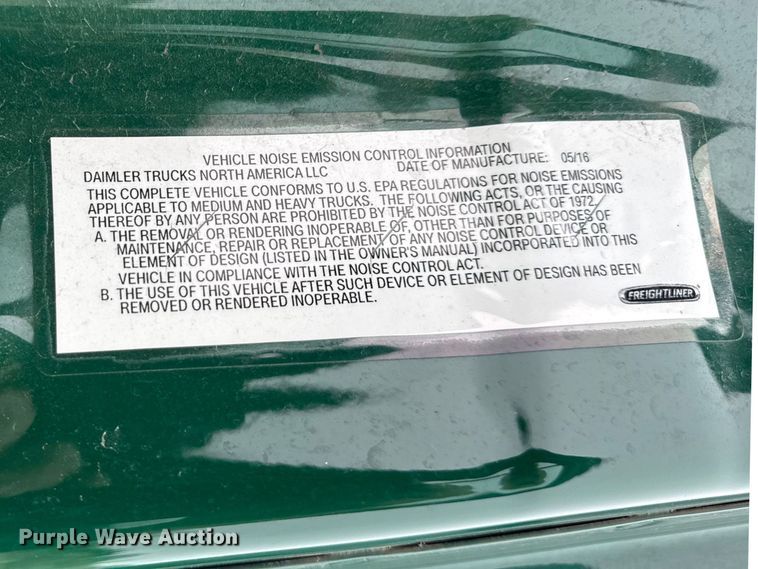 VEHICLE NOISE EMISSION CONTROL INFORMATION
DAIMLER TRUCKS NORTH AMERICA LLC DATE OF MANUFACTURE: 05/16
THIS COMPLETE VEHICLE CONFORMS TO U.S. EPA REGULATIONS FOR NOISE EMISSIONS
APPLICABLE TO MEDIUM AND HEAVY TRUCKS. THE FOLLOWING ACTS, OR THE CAUSING
THEREOF BY ANY PERSON ARE PROHIBITED BY THE NOISE CONTROL ACT OF 1972
A. THE REMOVAL OR RENDERING INOPERABLE OF, OTHER THAN FOR PURPOSES OF
MAINTENANCE, REPAIR OR REPLACEMENT OF ANY NOISE CONTROL DEVICE OR
ELEMENT OF DESIGN (LISTED IN THE OWNER'S MANUAL) INCORPORATED INTO THIS
VEHICLE IN COMPLIANCE WITH THE NOISE CONTROL ACT.
B. THE USE OF THIS VEHICLE AFTER SUCH DEVICE OR ELEMENT OF DESIGN HAS BEEN
REMOVED OR RENDERED INOPERABLE.
FREIGHTLINER
Purple Wave Auction